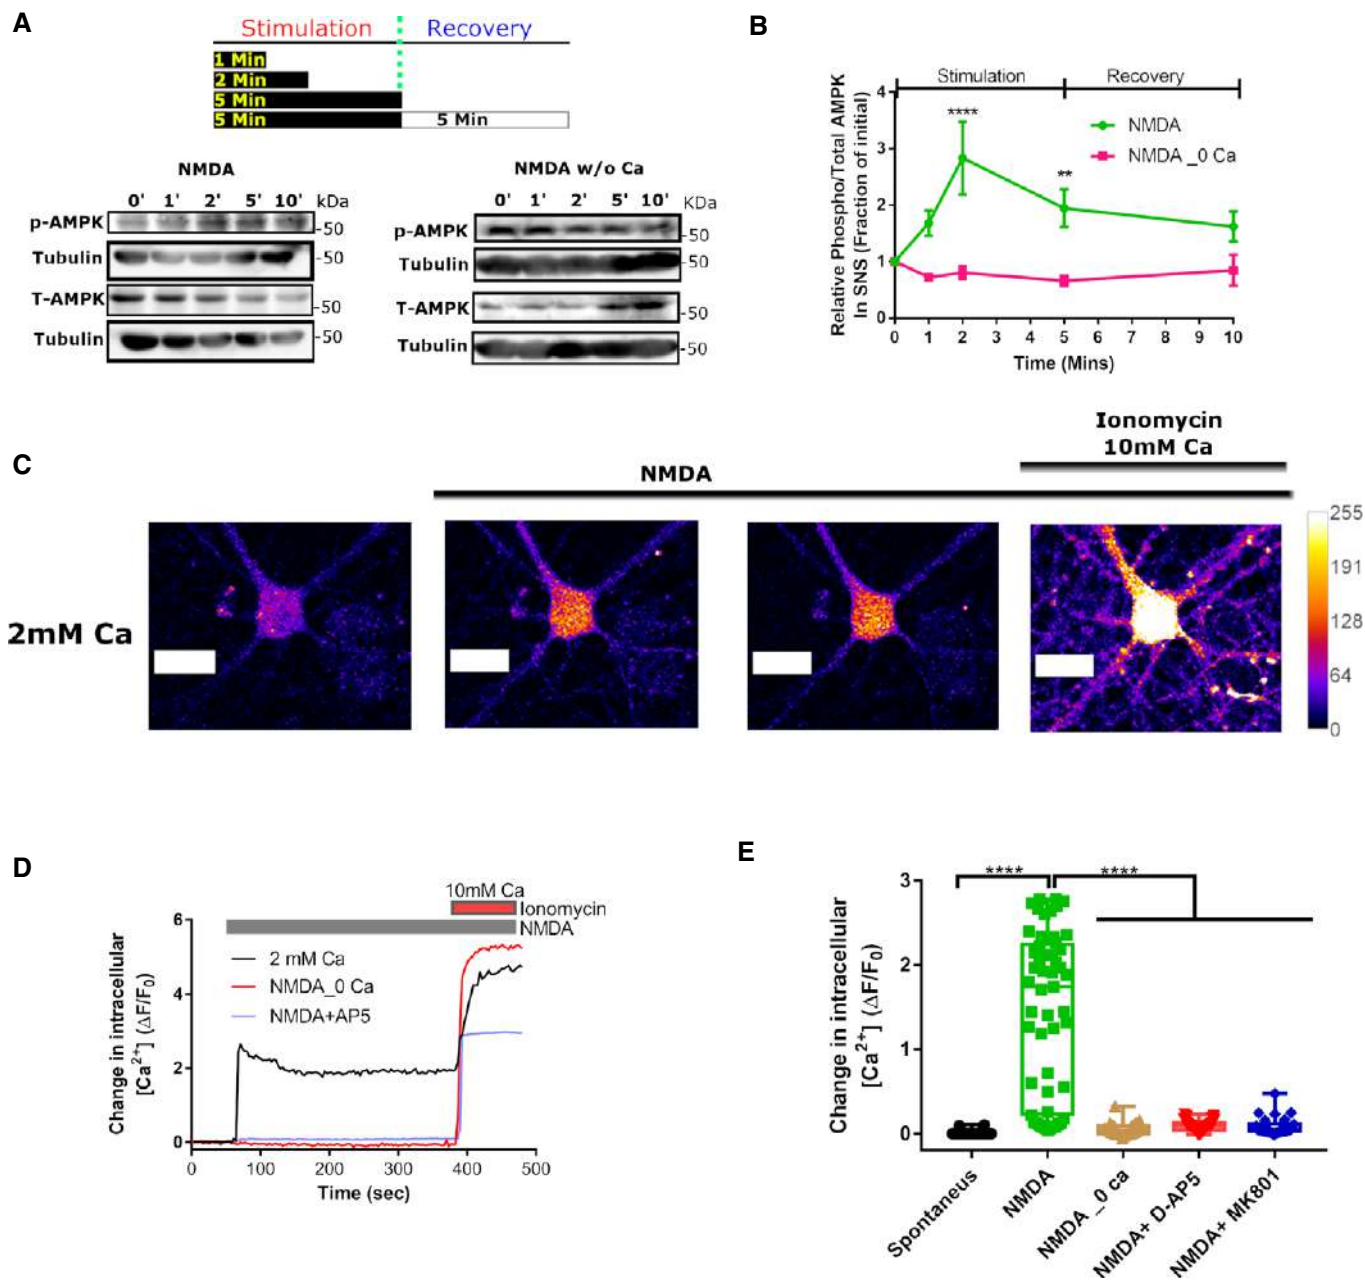 A
Stimulation Recovery
1 Min
2 Min
5 Min
5 Min 5 Min
NMDA
0' 1' 2' 5' 10' kDa
p-AMPK -50
Tubulin -50
T-AMPK -50
Tubulin -50
NMDA w/o Ca
0' 1' 2' 5' 10' KDa
p-AMPK -50
Tubulin -50
T-AMPK -50
Tubulin -50
B
Relative Phospho/Total AMPK
In SNS (Fraction of initial)
Stimulation Recovery
4
3
2
1
0
****
**
NMDA
NMDA _0 Ca
0 1 2 3 4 5 6 7 8 9 10
Time (Mins)
C
NMDA
Ionomycin
10mM Ca
2mM Ca
255
191
128
64
0
D
Change in intracellular
[Ca2+] (ΔF/F0)
10mM Ca
Ionomycin
NMDA
6
4
2
0
2 mM Ca
NMDA_0 Ca
NMDA+AP5
0 100 200 300 400 500
Time (sec)
E
Change in intracellular
[Ca2+] (ΔF/F0)
3
2
1
0
**** ****
Spontaneus
NMDA
NMDA _0 ca
NMDA+ D-AP5
NMDA+ MK801